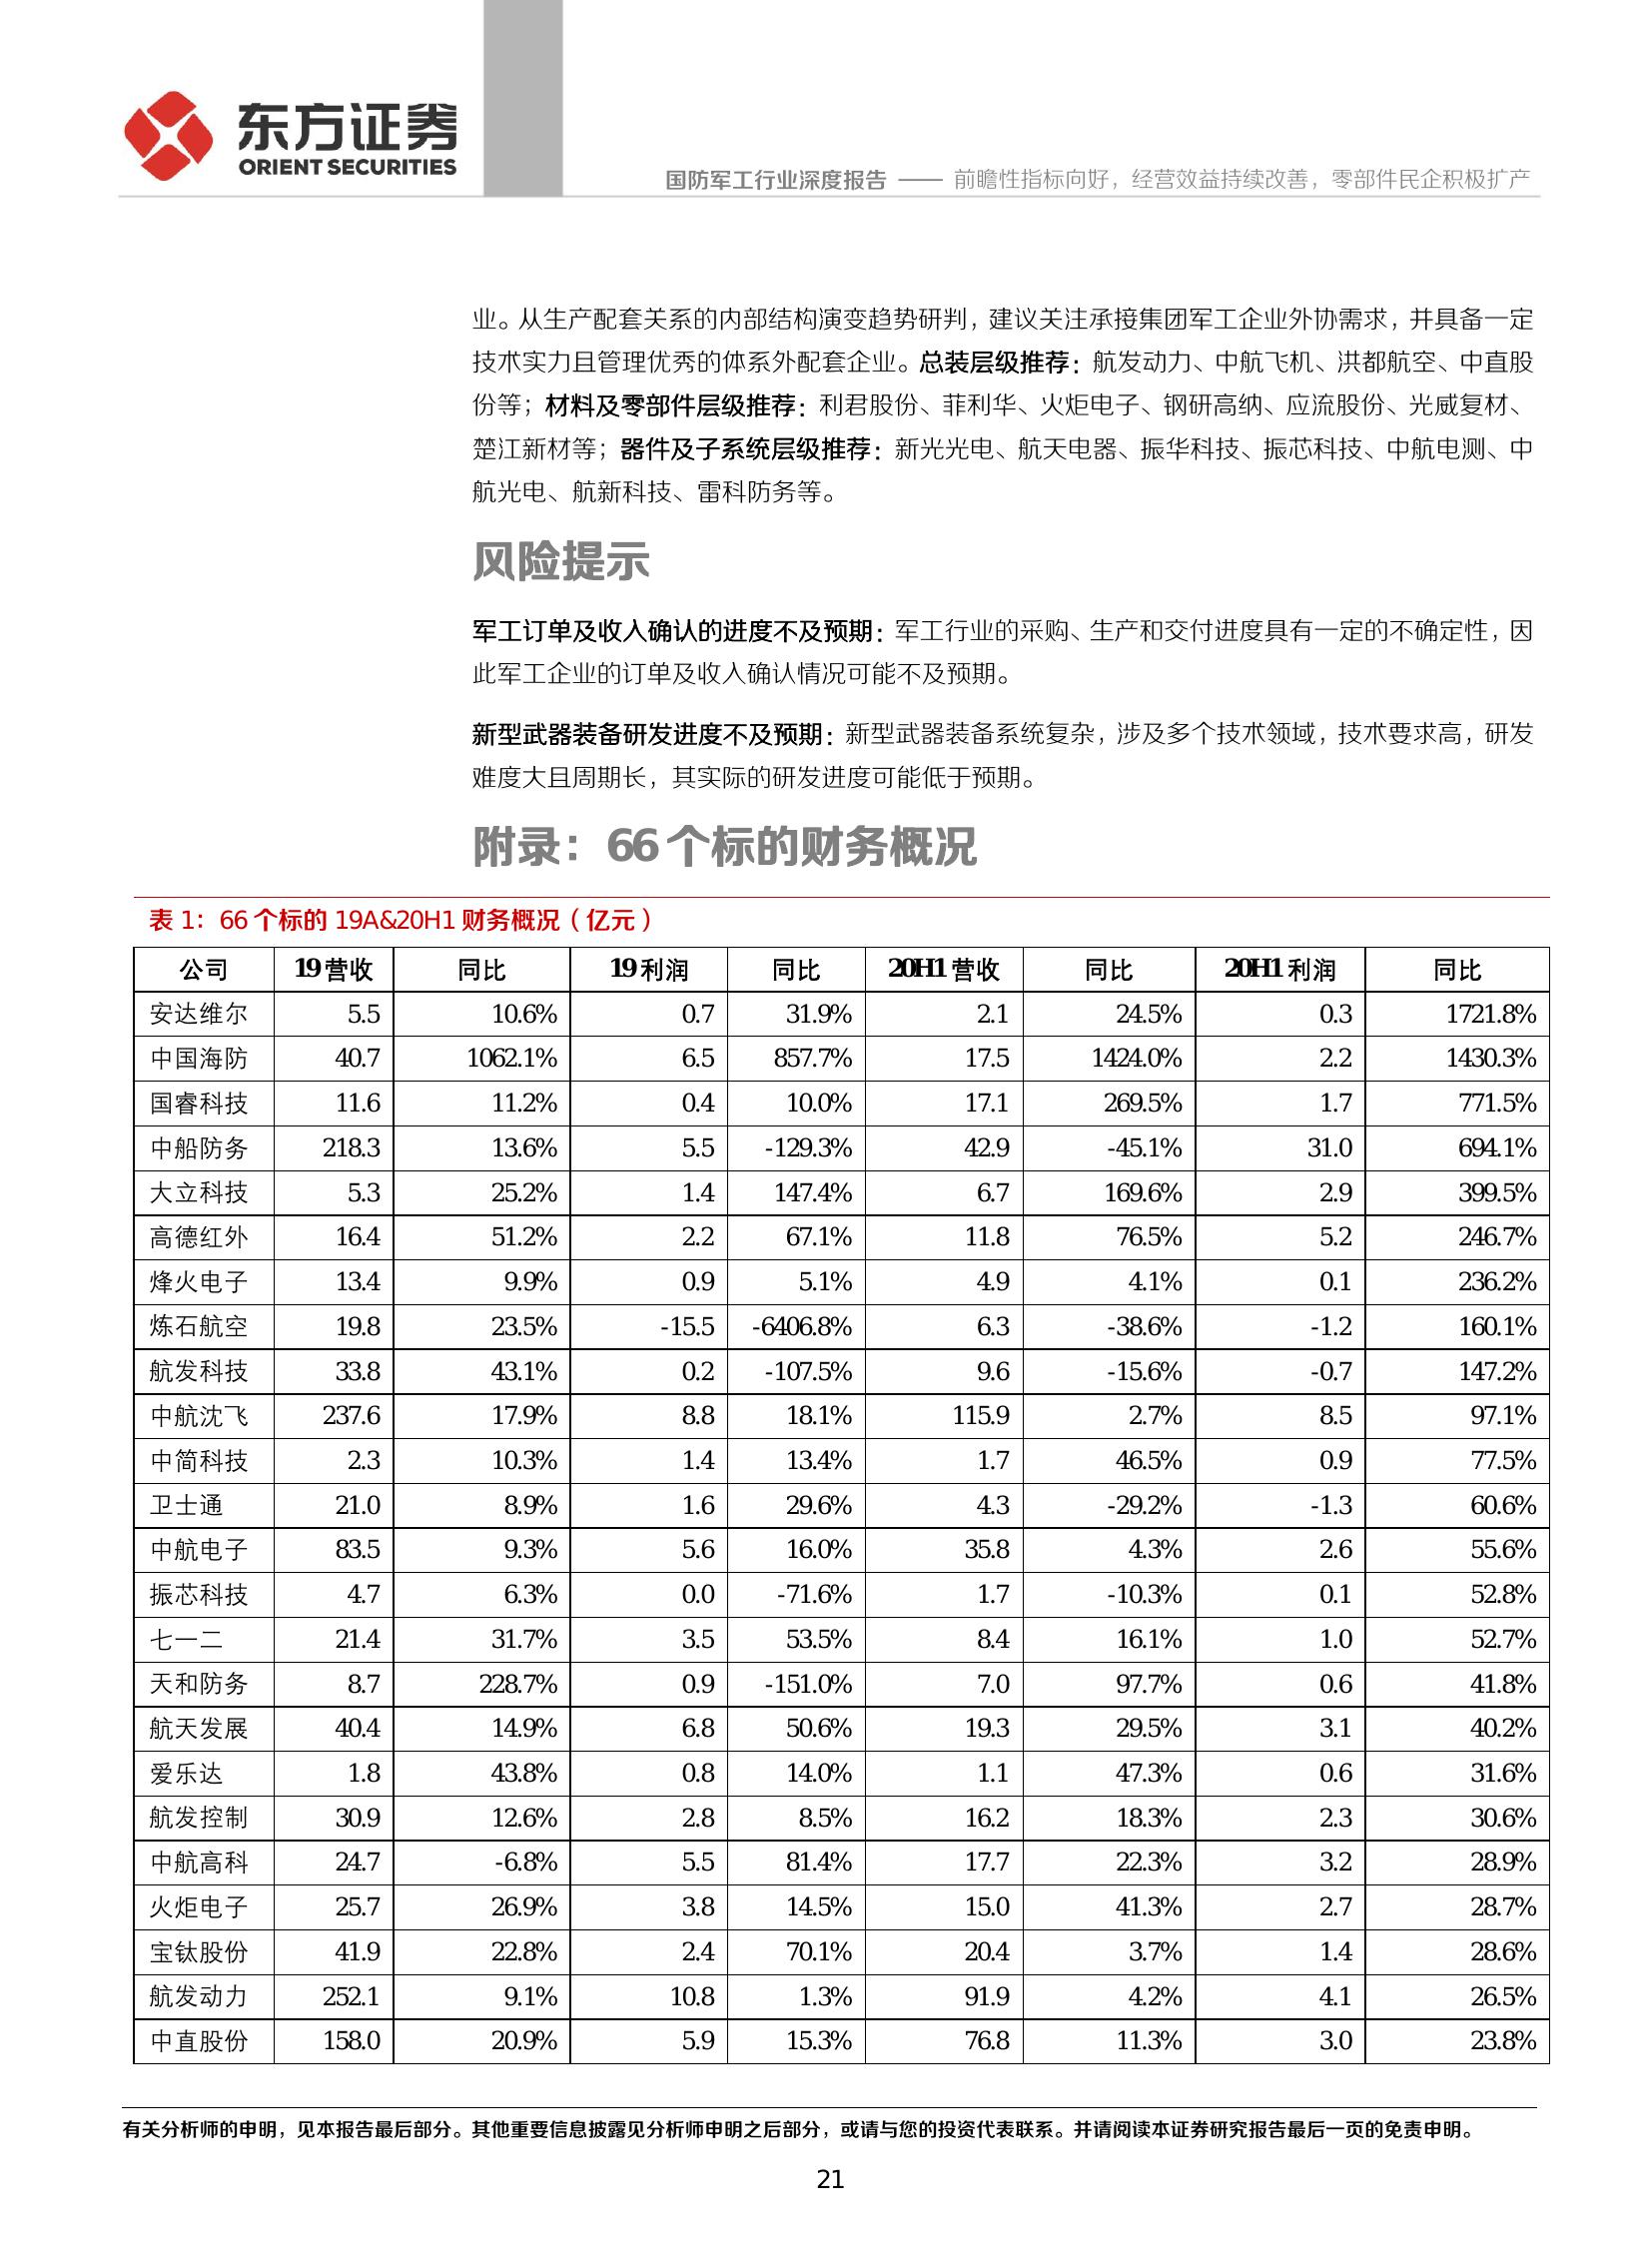 东方证券
ORIENT SECURITIES
国防军工行业深度报告 —— 前瞻性指标向好，经营效益持续改善，零部件民企积极扩产
业。从生产配套关系的内部结构演变趋势研判，建议关注承接集团军工企业外协需求，并具备一定
技术实力且管理优秀的体系外配套企业。总装层级推荐：航发动力、中航飞机、洪都航空、中直股
份等；材料及零部件层级推荐：利君股份、菲利华、火炬电子、钢研高纳、应流股份、光威复材、
楚江新材等；器件及子系统层级推荐：新光光电、航天电器、振华科技、振芯科技、中航电测、中
航光电、航新科技、雷科防务等。
风险提示
军工订单及收入确认的进度不及预期：军工行业的采购、生产和交付进度具有一定的不确定性，因
此军工企业的订单及收入确认情况可能不及预期。
新型武器装备研发进度不及预期：新型武器装备系统复杂，涉及多个技术领域，技术要求高，研发
难度大且周期长，其实际的研发进度可能低于预期。
附录：66 个标的财务概况
表 1：66 个标的 19A&20H1 财务概况（亿元）
公司 19 营收 同比 19 利润 同比 20H1 营收 同比 20H1 利润 同比
安达维尔 5.5 10.6% 0.7 31.9% 2.1 24.5% 0.3 1721.8%
中国海防 40.7 1062.1% 6.5 857.7% 17.5 1424.0% 2.2 1430.3%
国睿科技 11.6 11.2% 0.4 10.0% 17.1 269.5% 1.7 771.5%
中船防务 218.3 13.6% 5.5 -129.3% 42.9 -45.1% 31.0 694.1%
大立科技 5.3 25.2% 1.4 147.4% 6.7 169.6% 2.9 399.5%
高德红外 16.4 51.2% 2.2 67.1% 11.8 76.5% 5.2 246.7%
烽火电子 13.4 9.9% 0.9 5.1% 4.9 4.1% 0.1 236.2%
炼石航空 19.8 23.5% -15.5 -6406.8% 6.3 -38.6% -1.2 160.1%
航发科技 33.8 43.1% 0.2 -107.5% 9.6 -15.6% -0.7 147.2%
中航沈飞 237.6 17.9% 8.8 18.1% 115.9 2.7% 8.5 97.1%
中简科技 2.3 10.3% 1.4 13.4% 1.7 46.5% 0.9 77.5%
卫士通 21.0 8.9% 1.6 29.6% 4.3 -29.2% -1.3 60.6%
中航电子 83.5 9.3% 5.6 16.0% 35.8 4.3% 2.6 55.6%
振芯科技 4.7 6.3% 0.0 -71.6% 1.7 -10.3% 0.1 52.8%
七一二 21.4 31.7% 3.5 53.5% 8.4 16.1% 1.0 52.7%
天和防务 8.7 228.7% 0.9 -151.0% 7.0 97.7% 0.6 41.8%
航天发展 40.4 14.9% 6.8 50.6% 19.3 29.5% 3.1 40.2%
爱乐达 1.8 43.8% 0.8 14.0% 1.1 47.3% 0.6 31.6%
航发控制 30.9 12.6% 2.8 8.5% 16.2 18.3% 2.3 30.6%
中航高科 24.7 -6.8% 5.5 81.4% 17.7 22.3% 3.2 28.9%
火炬电子 25.7 26.9% 3.8 14.5% 15.0 41.3% 2.7 28.7%
宝钛股份 41.9 22.8% 2.4 70.1% 20.4 3.7% 1.4 28.6%
航发动力 252.1 9.1% 10.8 1.3% 91.9 4.2% 4.1 26.5%
中直股份 158.0 20.9% 5.9 15.3% 76.8 11.3% 3.0 23.8%
有关分析师的申明，见本报告最后部分。其他重要信息披露见分析师申明之后部分，或请与您的投资代表联系。并请阅读本证券研究报告最后一页的免责申明。
21